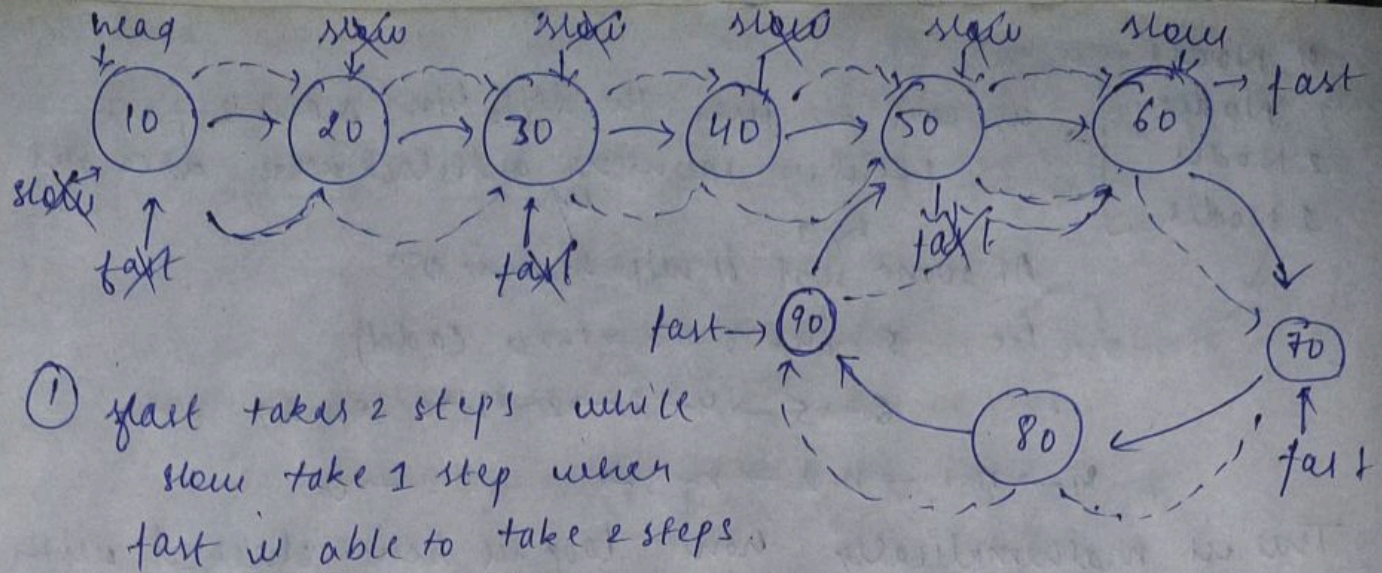 head slow slow slow slow slow
10 20 30 40 50 60 → fast
slow
fast fast fast
fast → 90 70
80 fast
① fast takes 2 steps while
slow take 1 step when
fast is able to take 2 steps.